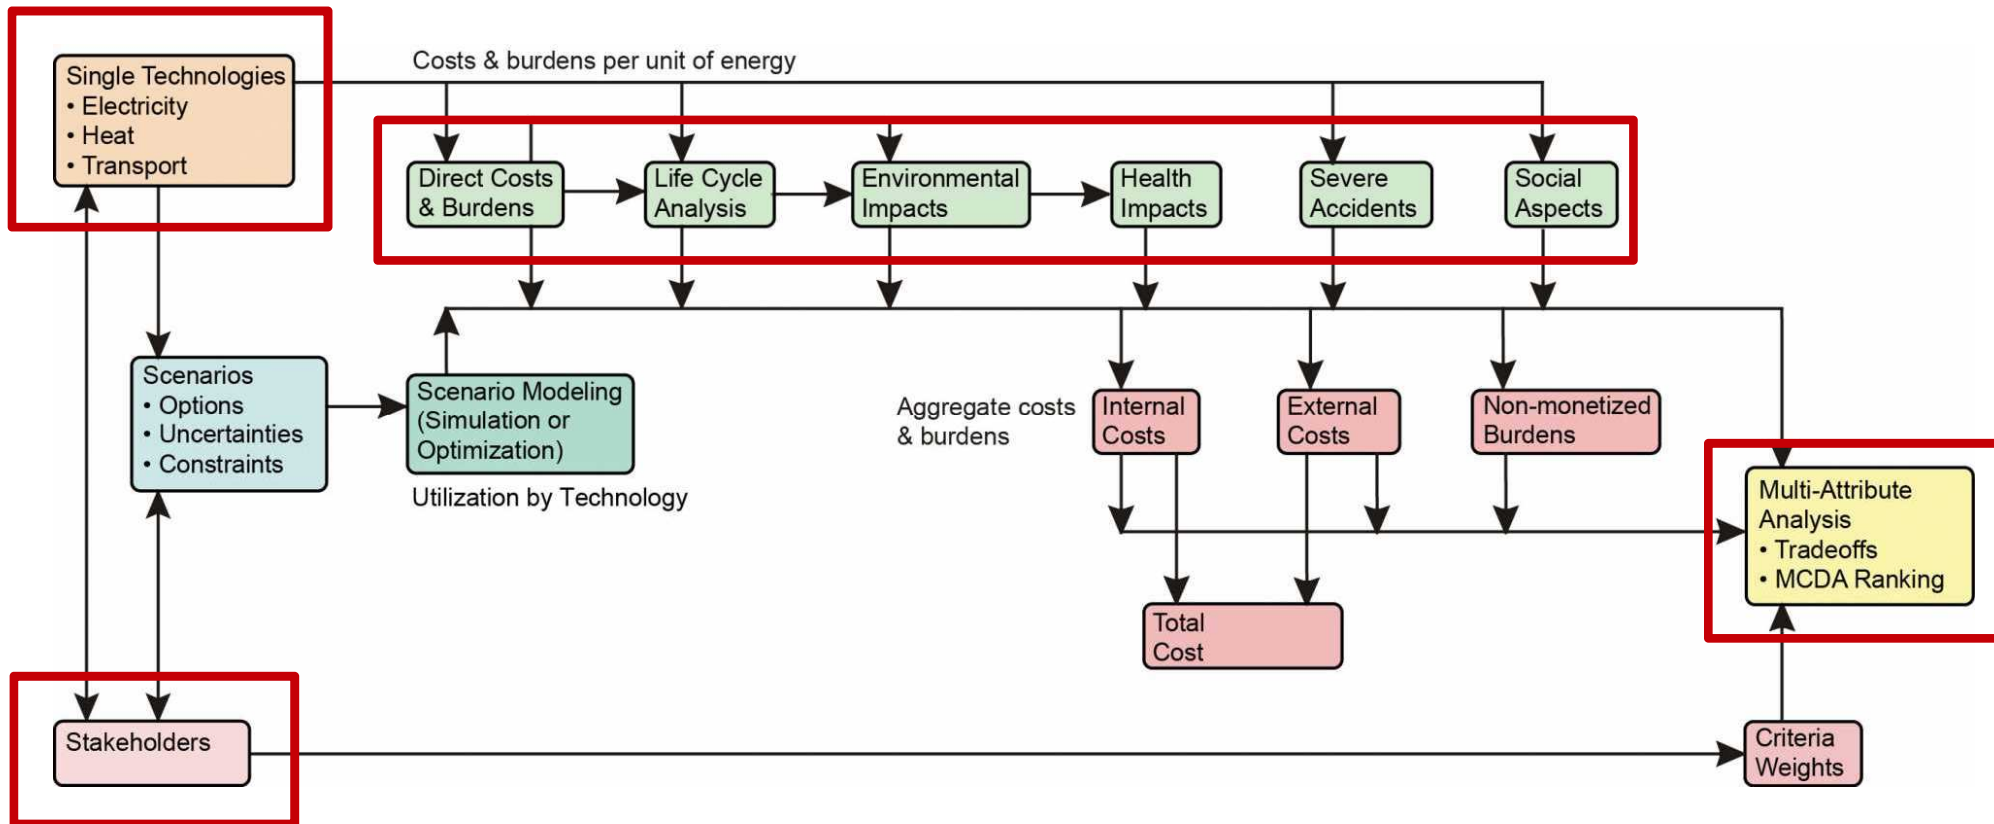 Costs & burdens per unit of energy
Single Technologies
• Electricity
• Heat
• Transport
Direct Costs
& Burdens
Life Cycle
Analysis
Environmental
Impacts
Health
Impacts
Severe
Accidents
Social
Aspects
Scenarios
• Options
• Uncertainties
• Constraints
Scenario Modeling
(Simulation or
Optimization)
Utilization by Technology
Aggregate costs
& burdens
Internal
Costs
External
Costs
Non-monetized
Burdens
Multi-Attribute
Analysis
• Tradeoffs
• MCDA Ranking
Total
Cost
Stakeholders
Criteria
Weights